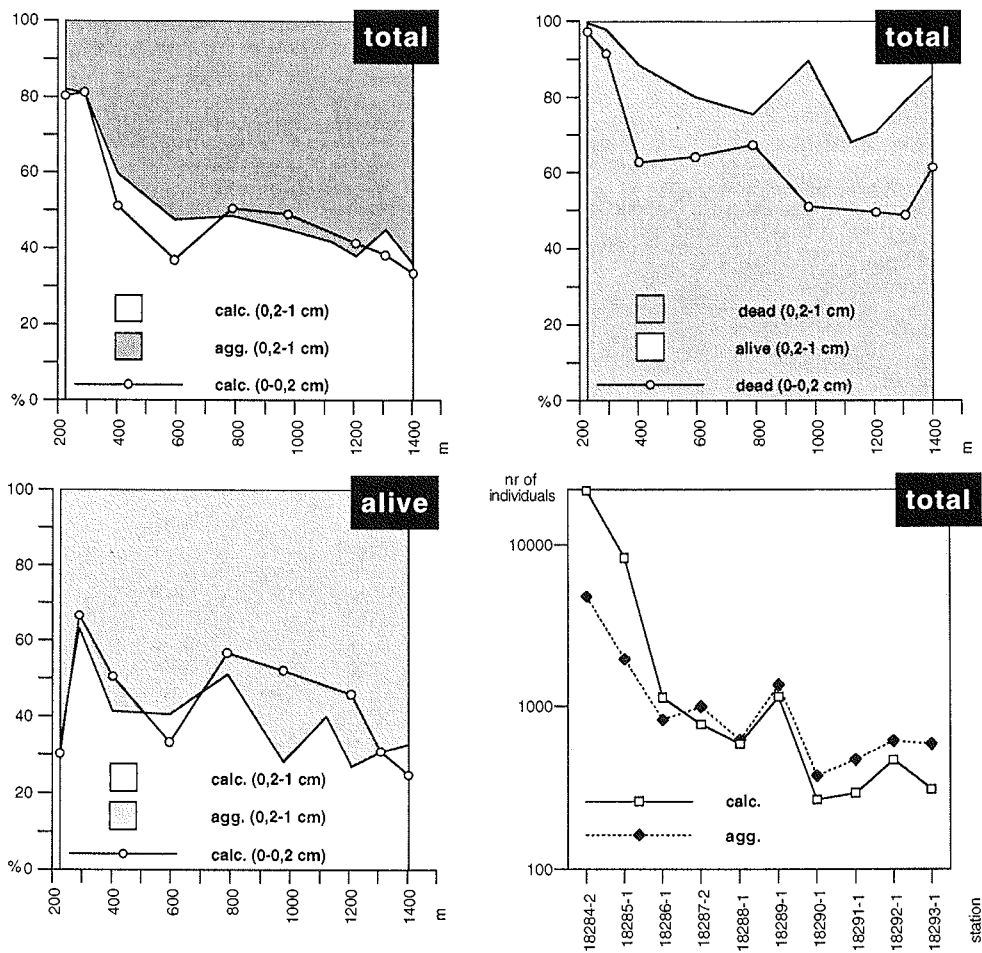 total
100
80
60
40
20
% 0
calc. (0,2-1 cm)
agg. (0,2-1 cm)
calc. (0-0,2 cm)
200 400 600 800 1000 1200 1400 m
total
100
80
60
40
20
% 0
dead (0,2-1 cm)
alive (0,2-1 cm)
dead (0-0,2 cm)
200 400 600 800 1000 1200 1400 m
alive
100
80
60
40
20
% 0
calc. (0,2-1 cm)
agg. (0,2-1 cm)
calc. (0-0,2 cm)
200 400 600 800 1000 1200 1400 m
nr of
individuals
total
10000
1000
100
calc.
agg.
18284-2 18285-1 18286-1 18287-2 18288-1 18289-1 18290-1 18291-1 18292-1 18293-1 station